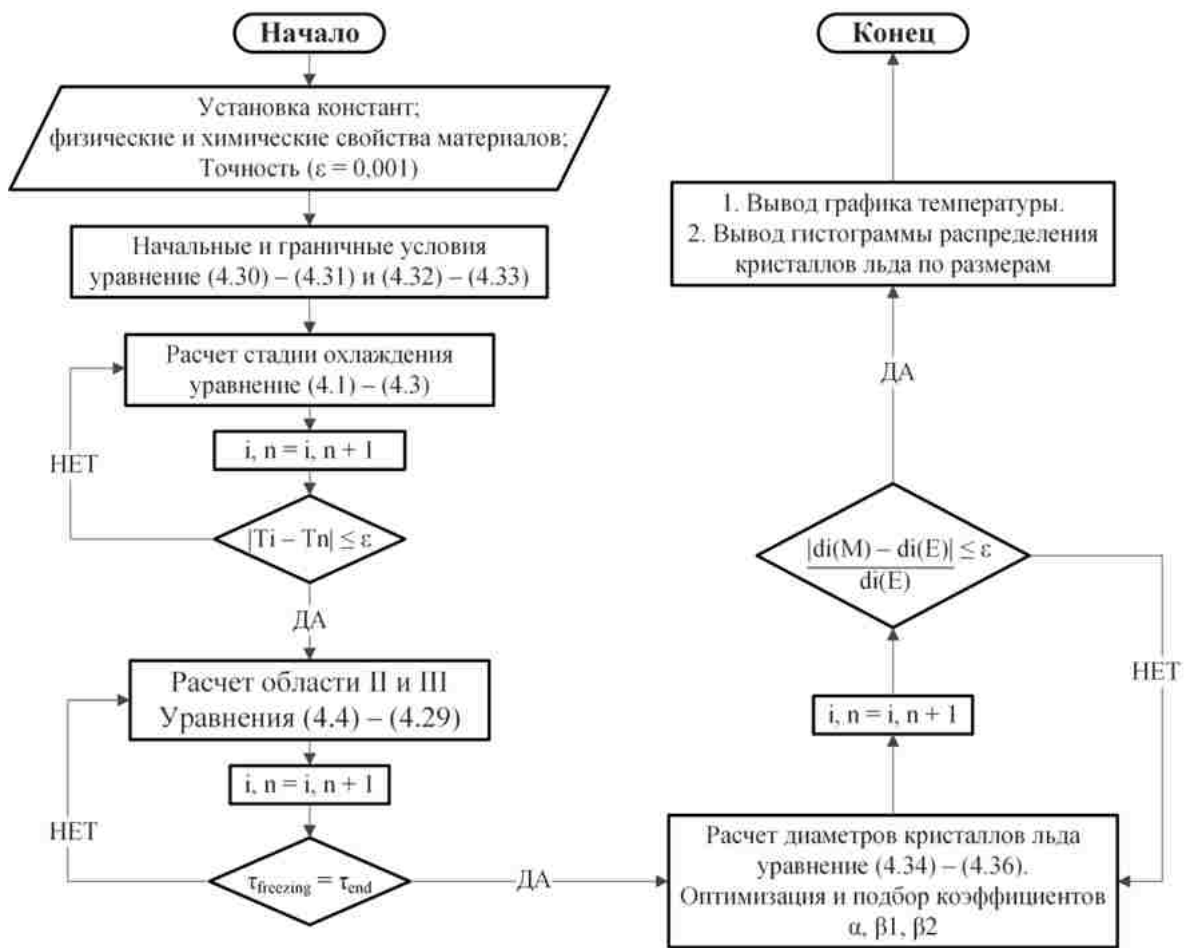 Начало
Установка констант;
физические и химические свойства материалов;
Точность (ε = 0,001)
Начальные и граничные условия
уравнение (4.30) – (4.31) и (4.32) – (4.33)
Расчет стадии охлаждения
уравнение (4.1) – (4.3)
i, n = i, n + 1
НЕТ
|Ti – Tn| ≤ ε
ДА
Расчет области II и III
Уравнения (4.4) – (4.29)
i, n = i, n + 1
НЕТ
τfreezing = τend
ДА
Расчет диаметров кристаллов льда
уравнение (4.34) – (4.36).
Оптимизация и подбор коэффициентов
α, β1, β2
i, n = i, n + 1
НЕТ
|di(M) – di(E)| ≤ ε
di(E)
ДА
1. Вывод графика температуры.
2. Вывод гистограммы распределения
кристаллов льда по размерам
Конец